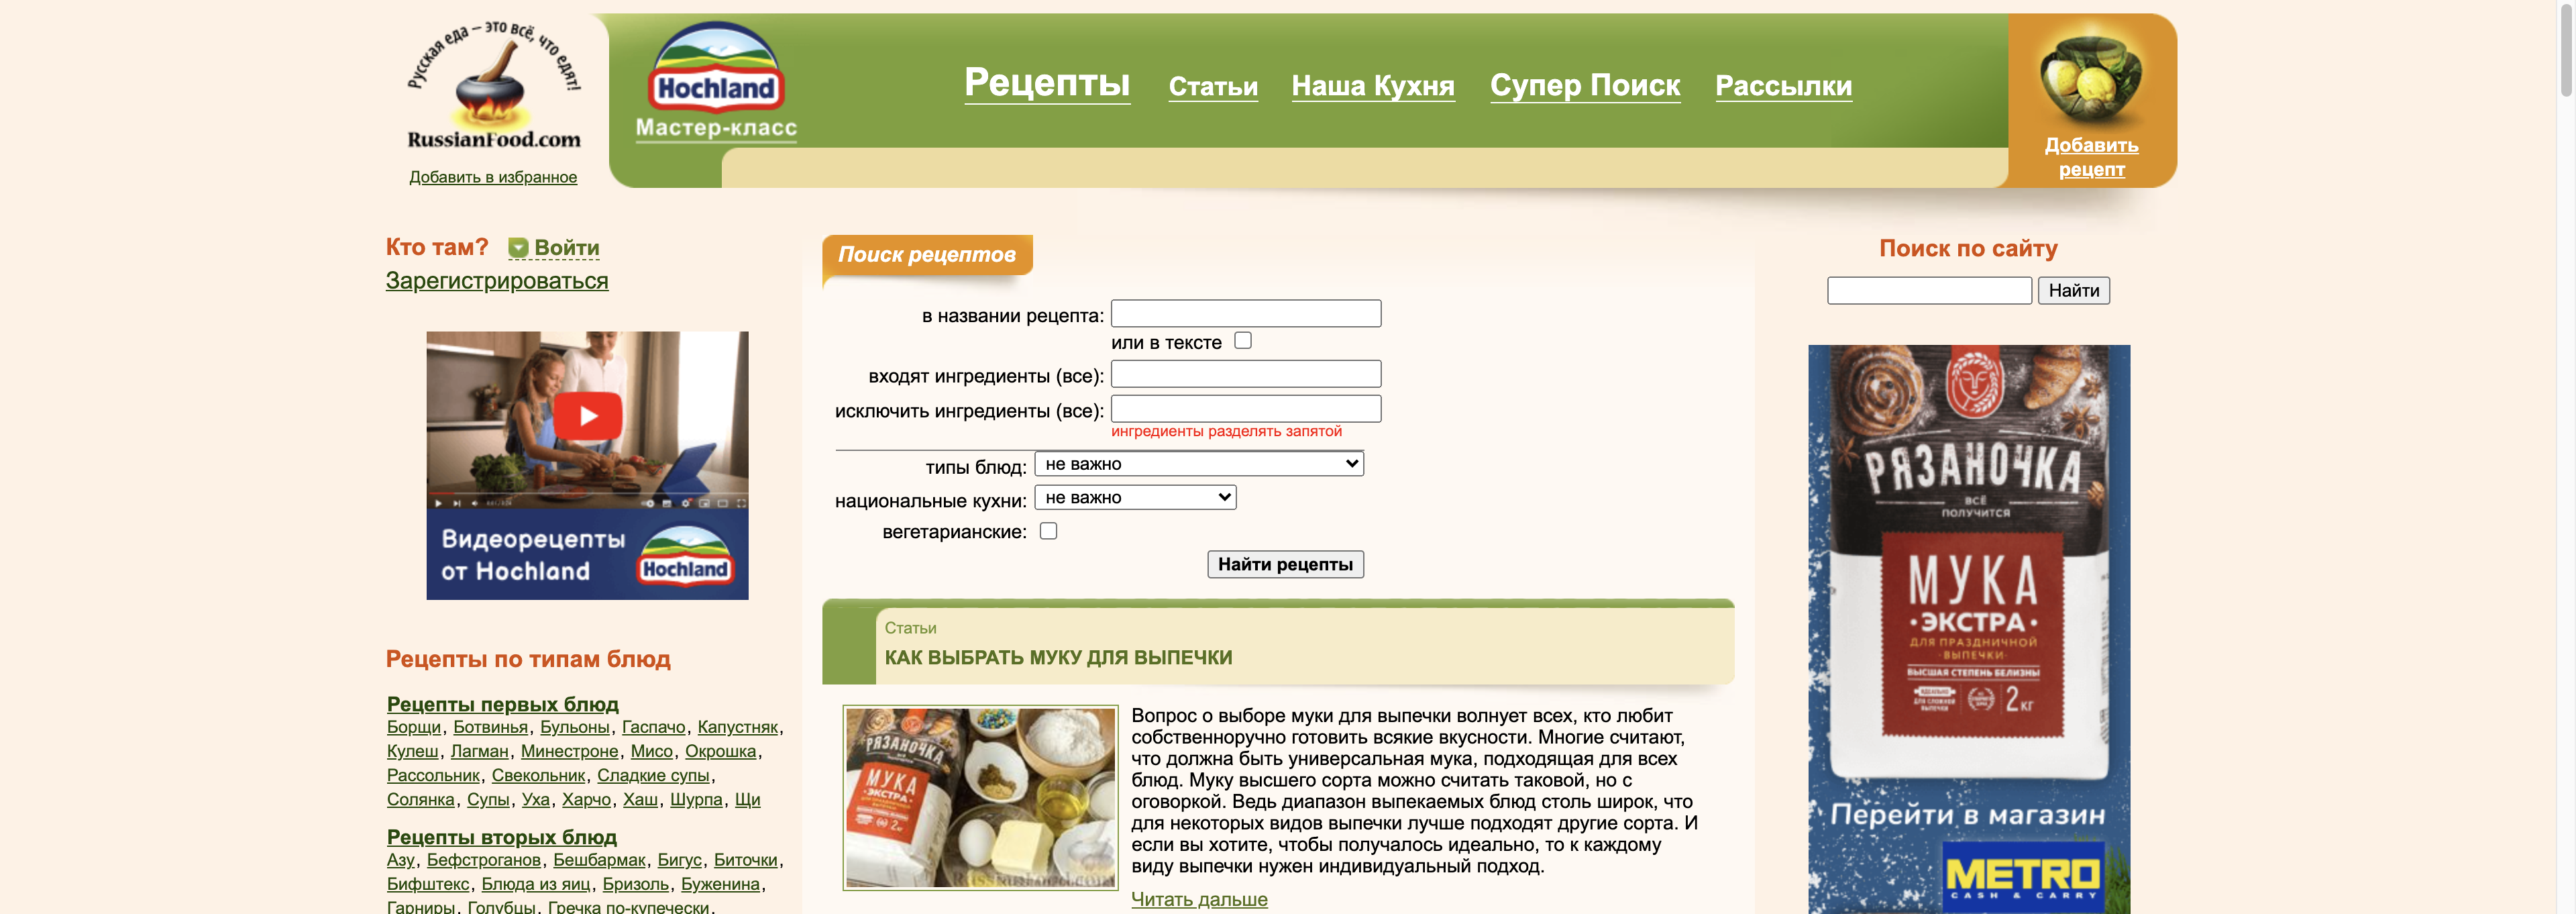 Русская еда – это всё, что едят!
RussianFood.com
Добавить в избранное
Hochland
Мастер-класс
Рецепты
Статьи
Наша Кухня
Супер Поиск
Рассылки
Добавить
рецепт
Кто там?
Войти
Зарегистрироваться
Видеорецепты
от Hochland
Hochland
Рецепты по типам блюд
Рецепты первых блюд
Борщи, Ботвинья, Бульоны, Гаспачо, Капустняк,
Кулеш, Лагман, Минестроне, Мисо, Окрошка,
Рассольник, Свекольник, Сладкие супы,
Солянка, Супы, Уха, Харчо, Хаш, Шурпа, Щи
Рецепты вторых блюд
Азу, Бефстроганов, Бешбармак, Бигус, Биточки,
Бифштекс, Блюда из яиц, Бризоль, Буженина,
Гарниры, Голубцы, Гречка по-купечески,
Поиск рецептов
в названии рецепта:
или в тексте
входят ингредиенты (все):
исключить ингредиенты (все):
ингредиенты разделять запятой
типы блюд: не важно
национальные кухни: не важно
вегетарианские:
Найти рецепты
Статьи
КАК ВЫБРАТЬ МУКУ ДЛЯ ВЫПЕЧКИ
РЯЗАНОЧКА
МУКА
ЭКСТРА
2кг
RussianFood.com
Вопрос о выборе муки для выпечки волнует всех, кто любит
собственноручно готовить всякие вкусности. Многие считают,
что должна быть универсальная мука, подходящая для всех
блюд. Муку высшего сорта можно считать таковой, но с
оговоркой. Ведь диапазон выпекаемых блюд столь широк, что
для некоторых видов выпечки лучше подходят другие сорта. И
если вы хотите, чтобы получалось идеально, то к каждому
виду выпечки нужен индивидуальный подход.
Читать дальше
Поиск по сайту
Найти
РЯЗАНОЧКА
ВСЁ
ПОЛУЧИТСЯ
МУКА
•ЭКСТРА•
ДЛЯ ПРАЗДНИЧНОЙ
•ВЫПЕЧКИ•
ВЫСШАЯ СТЕПЕНЬ БЕЛИЗНЫ
2кг
Перейти в магазин
METRO
CASH & CARRY